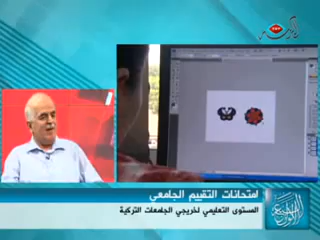 امتحانات التقييم الجامعي
المستوى التعليمي لخريجي الجامعات التركية